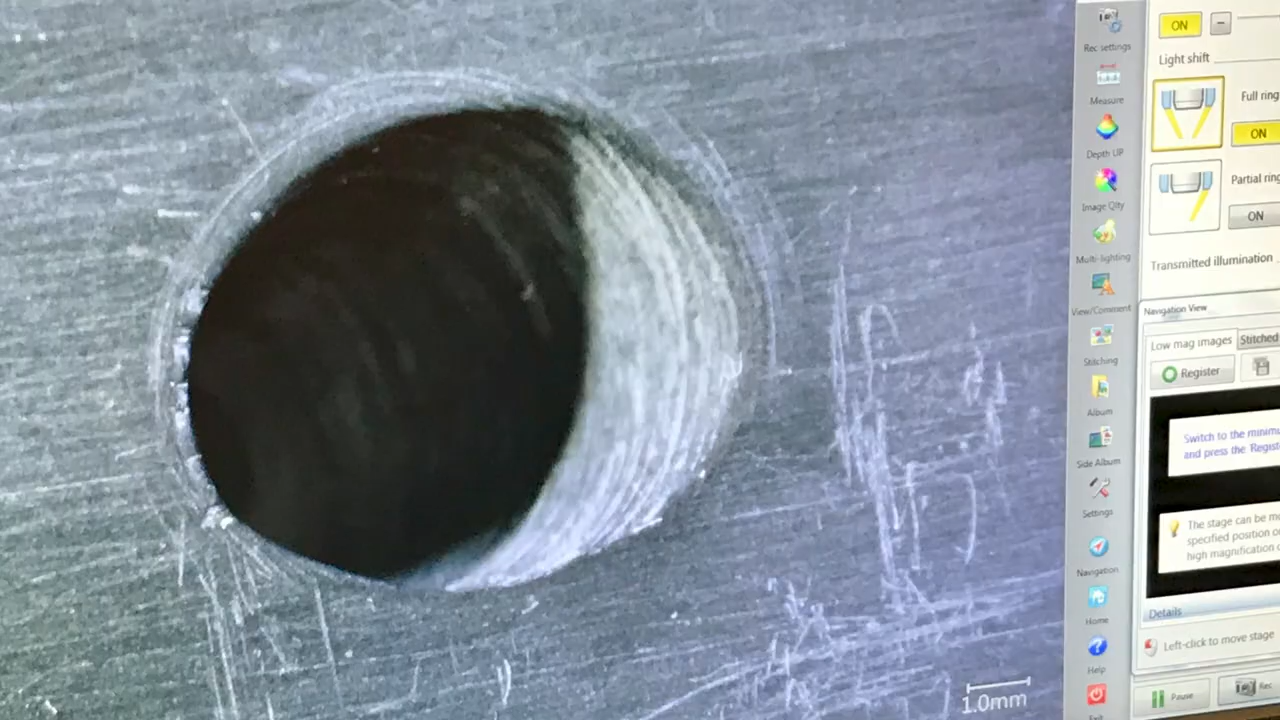 ON
−
Rec settings
Light shift
Measure
Full ring
ON
Depth UP
Image Qlty
Partial ring
ON
Multi-lighting
Transmitted illumination
View/Comment
Navigation View
Stitching
Low mag images
Stitched
Register
Album
Switch to the minimu
and press the 'Regist
Side Album
Settings
The stage can be mo
specified position o
high magnification
Navigation
Home
Details
Help
Left-click to move stage
1.0mm
Pause
Rec